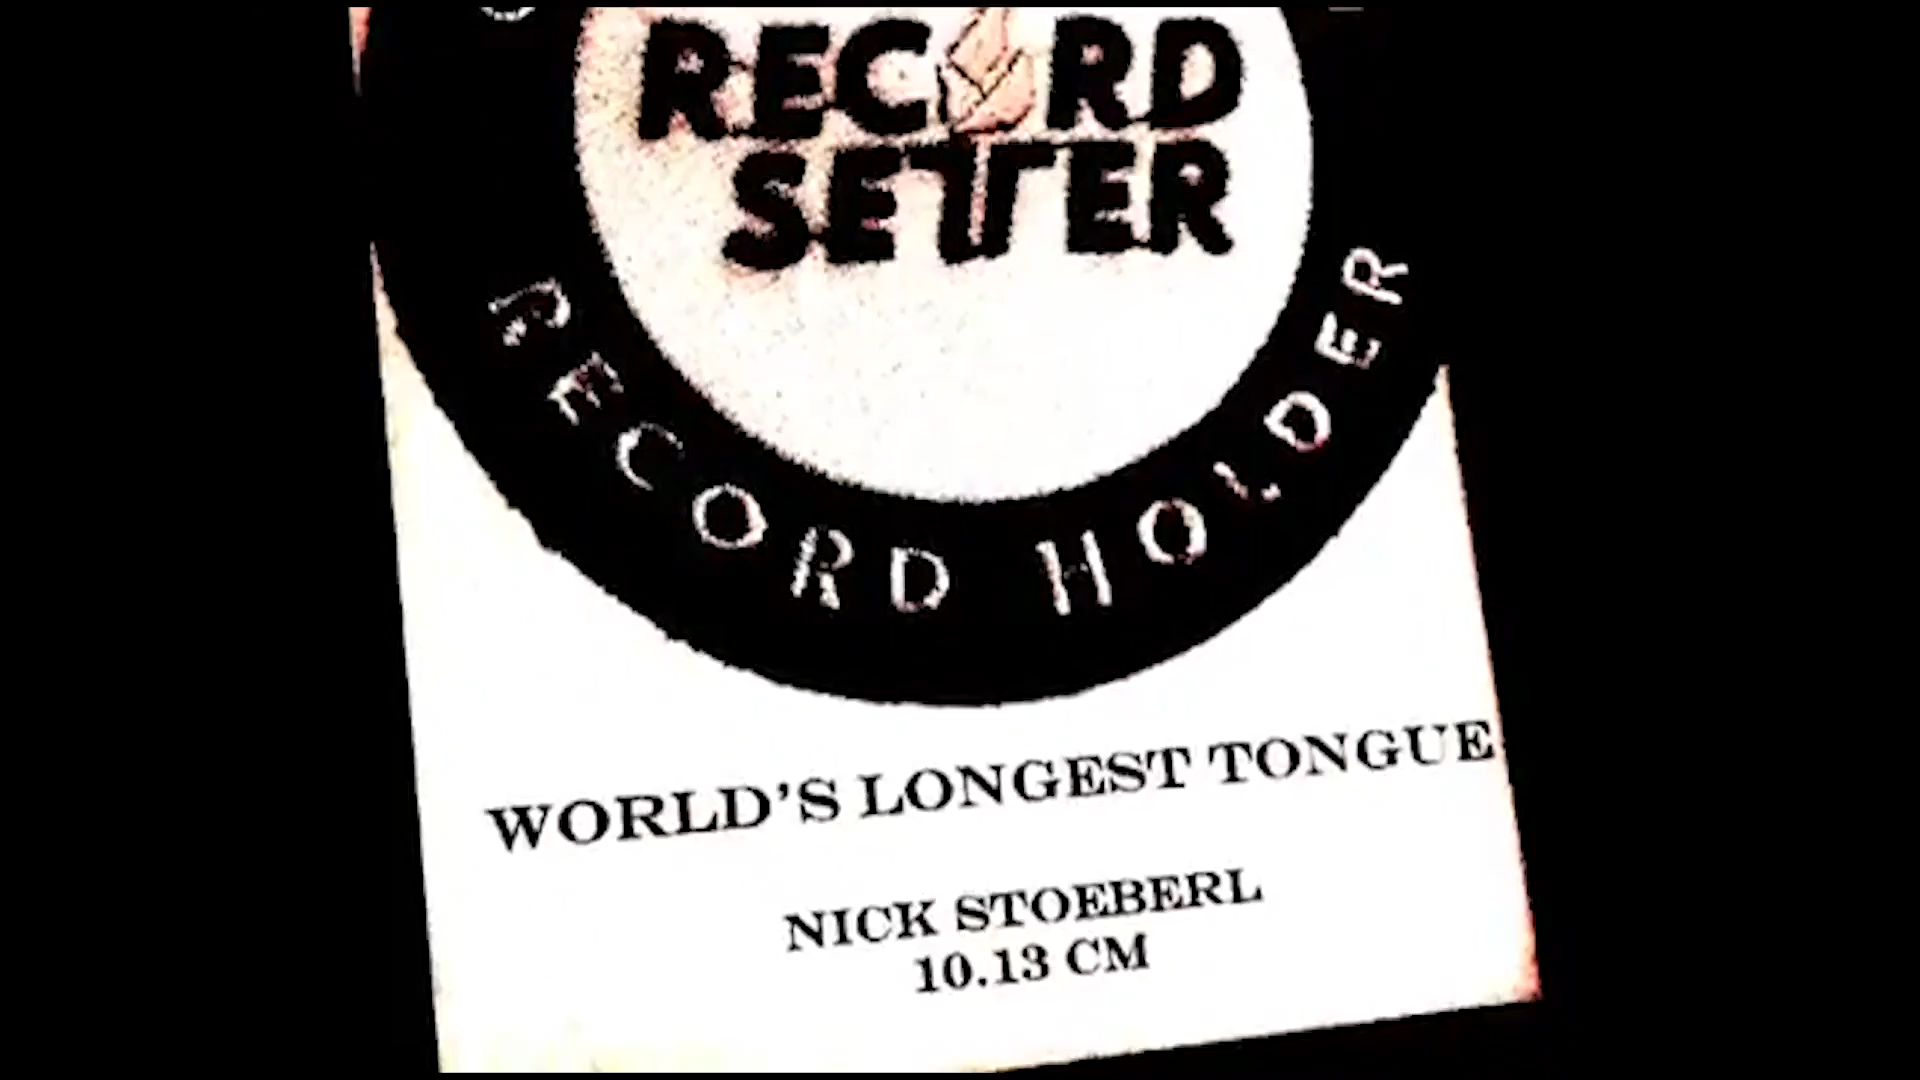 RECORD
SETTER
RECORD HOLDER
WORLD'S LONGEST TONGUE
NICK STOEBERL
10.13 CM